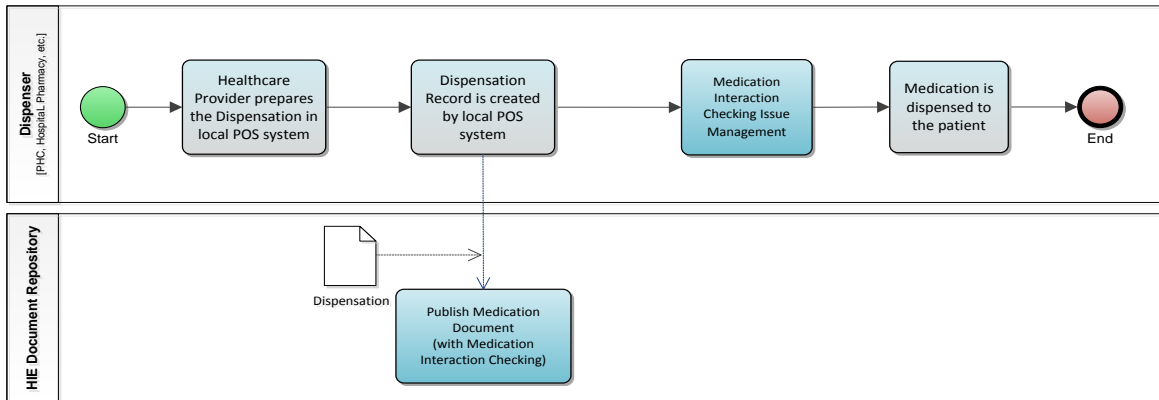 Dispenser
[PHC, Hospital, Pharmacy, etc.]
Start
Healthcare
Provider prepares
the Dispensation in
local POS system
Dispensation
Record is created
by local POS
system
Medication
Interaction
Checking Issue
Management
Medication is
dispensed to
the patient
End
HIE Document Repository
Dispensation
Publish Medication
Document
(with Medication
Interaction Checking)